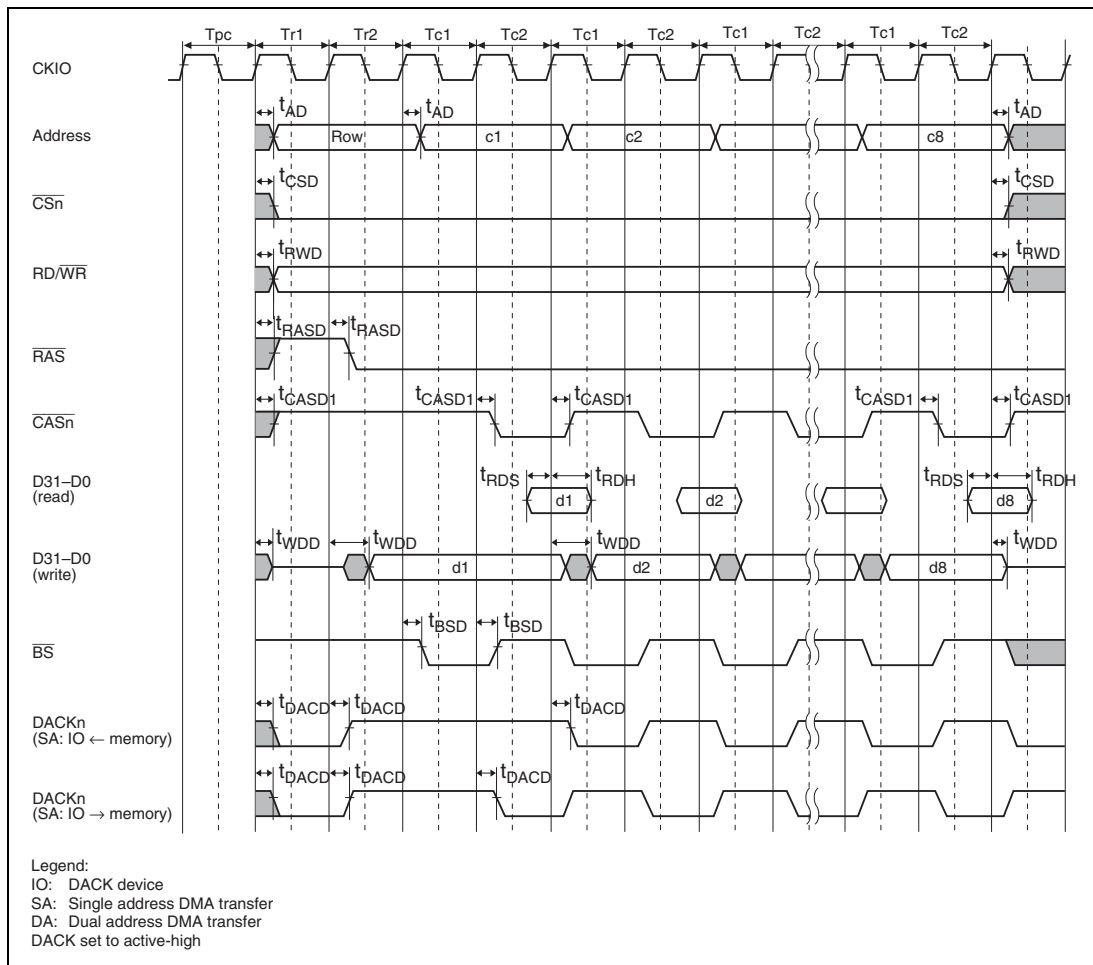 Tpc Tr1 Tr2 Tc1 Tc2 Tc1 Tc2 Tc1 Tc2 Tc1 Tc2
CKIO
tAD tAD tAD
Address Row c1 c2 c8
tCSD tCSD
CSn
tRWD tRWD
RD/WR
tRASD tRASD
RAS
tCASD1 tCASD1 tCASD1 tCASD1 tCASD1
CASn
tRDS tRDH tRDS tRDH
D31–D0
(read) d1 d2 d8
tWDD tWDD tWDD tWDD
D31–D0
(write) d1 d2 d8
tBSD tBSD
BS
tDACD tDACD tDACD
DACKn
(SA: IO ← memory)
tDACD tDACD tDACD
DACKn
(SA: IO → memory)
Legend:
IO: DACK device
SA: Single address DMA transfer
DA: Dual address DMA transfer
DACK set to active-high